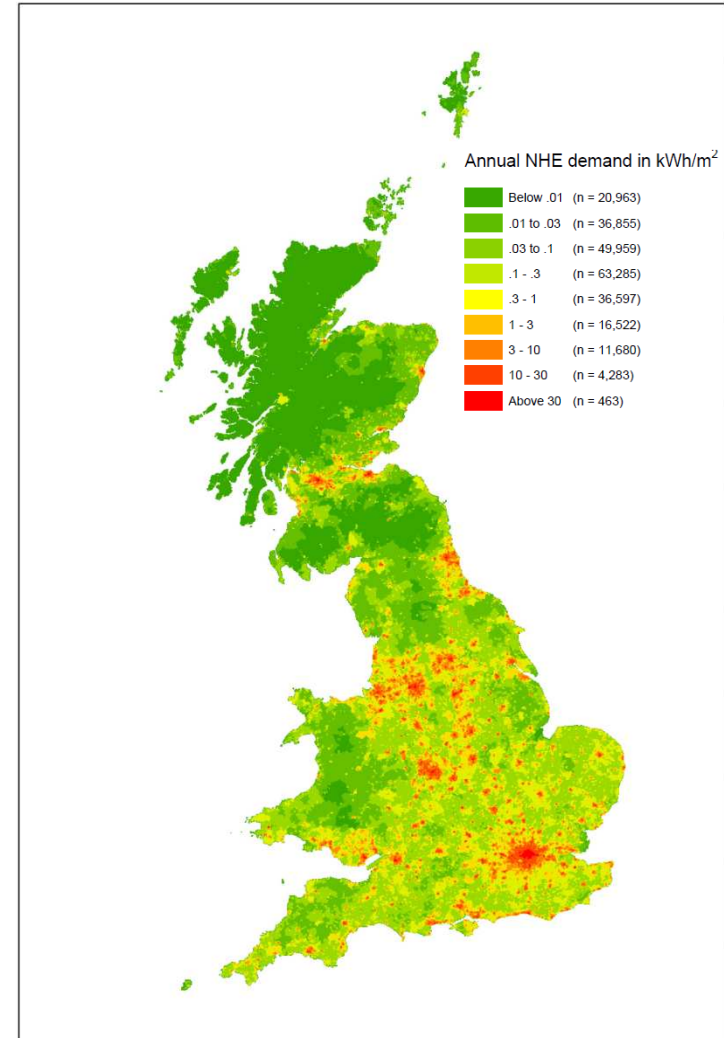 Annual NHE demand in kWh/m²
Below .01 (n = 20,963)
.01 to .03 (n = 36,855)
.03 to .1 (n = 49,959)
.1 - .3 (n = 63,285)
.3 - 1 (n = 36,597)
1 - 3 (n = 16,522)
3 - 10 (n = 11,680)
10 - 30 (n = 4,283)
Above 30 (n = 463)